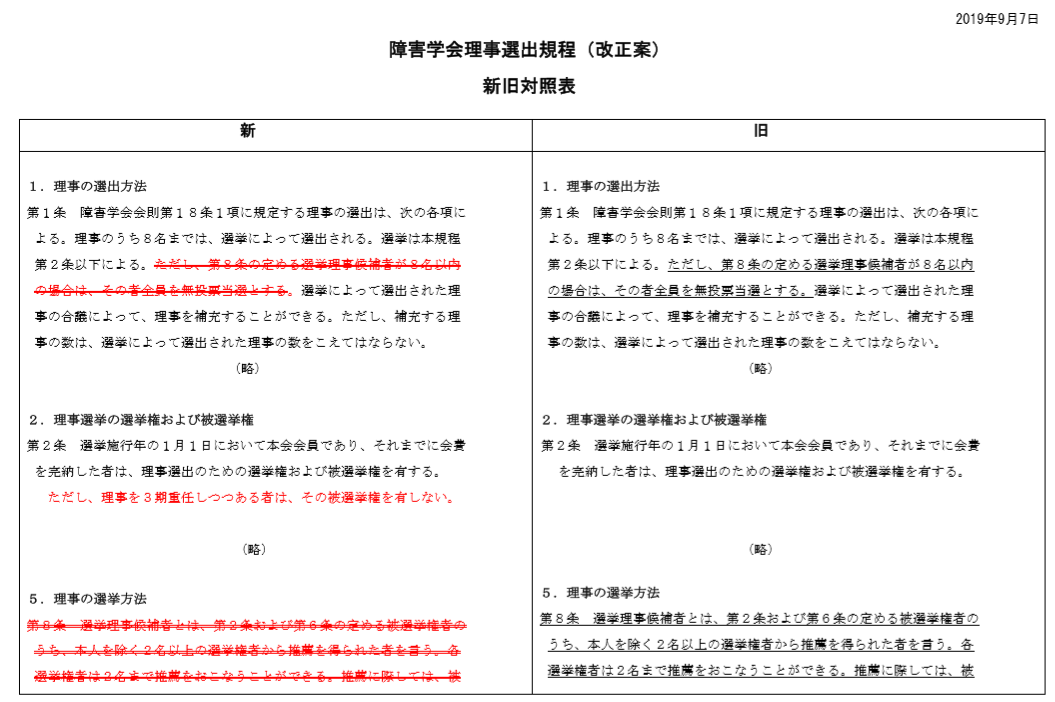 2019年9月7日
障害学会理事選出規程（改正案）
新旧対照表
新
１．理事の選出方法
第１条　障害学会会則第１８条１項に規定する理事の選出は、次の各項に
よる。理事のうち８名までは、選挙によって選出される。選挙は本規程
第２条以下による。ただし、第８条の定める選挙理事候補者が８名以内
の場合は、その者全員を無投票当選とする。選挙によって選出された理
事の合議によって、理事を補充することができる。ただし、補充する理
事の数は、選挙によって選出された理事の数をこえてはならない。
（略）
２．理事選挙の選挙権および被選挙権
第２条　選挙施行年の１月１日において本会会員であり、それまでに会費
を完納した者は、理事選出のための選挙権および被選挙権を有する。
ただし、理事を３期重任しつつある者は、その被選挙権を有しない。
（略）
５．理事の選挙方法
第８条　選挙理事候補者とは、第２条および第６条の定める被選挙権者の
うち、本人を除く２名以上の選挙権者から推薦を得られた者を言う。各
選挙権者は２名まで推薦をおこなうことができる。推薦に際しては、被
旧
１．理事の選出方法
第１条　障害学会会則第１８条１項に規定する理事の選出は、次の各項に
よる。理事のうち８名までは、選挙によって選出される。選挙は本規程
第２条以下による。ただし、第８条の定める選挙理事候補者が８名以内
の場合は、その者全員を無投票当選とする。選挙によって選出された理
事の合議によって、理事を補充することができる。ただし、補充する理
事の数は、選挙によって選出された理事の数をこえてはならない。
（略）
２．理事選挙の選挙権および被選挙権
第２条　選挙施行年の１月１日において本会会員であり、それまでに会費
を完納した者は、理事選出のための選挙権および被選挙権を有する。
（略）
５．理事の選挙方法
第８条　選挙理事候補者とは、第２条および第６条の定める被選挙権者の
うち、本人を除く２名以上の選挙権者から推薦を得られた者を言う。各
選挙権者は２名まで推薦をおこなうことができる。推薦に際しては、被